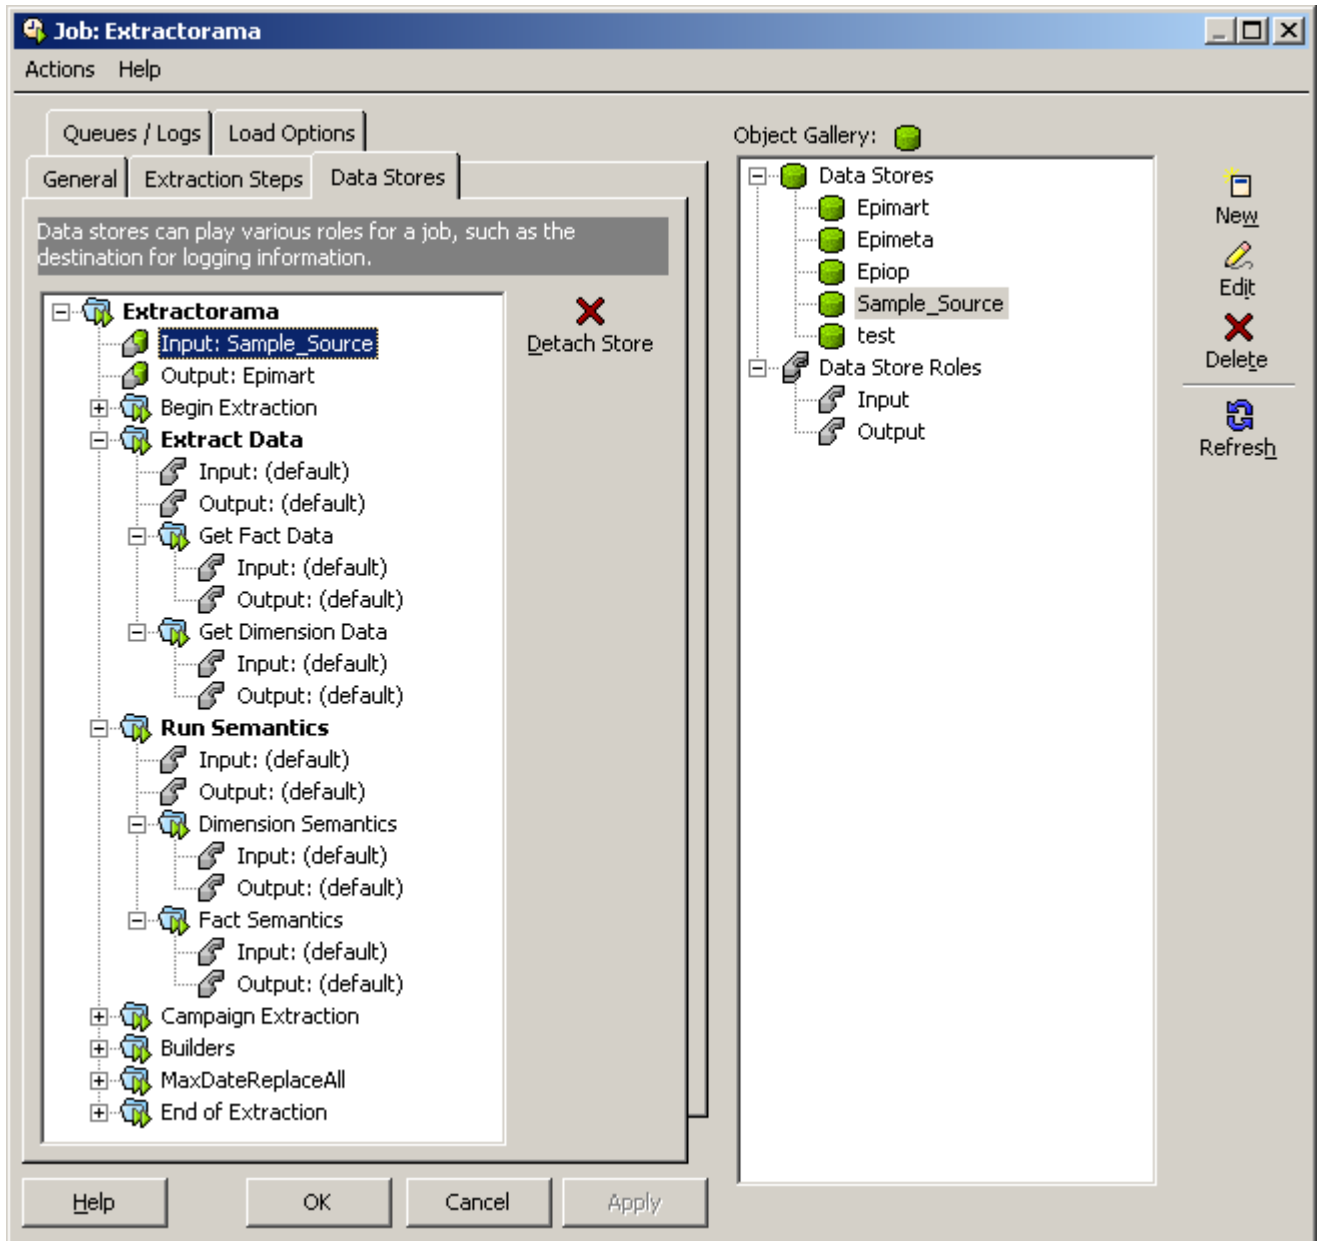 Job: Extractorama
Actions Help
Queues / Logs Load Options
General Extraction Steps Data Stores
Data stores can play various roles for a job, such as the
destination for logging information.
Extractorama
Input: Sample_Source
Output: Epimart
Begin Extraction
Extract Data
Input: (default)
Output: (default)
Get Fact Data
Input: (default)
Output: (default)
Get Dimension Data
Input: (default)
Output: (default)
Run Semantics
Input: (default)
Output: (default)
Dimension Semantics
Input: (default)
Output: (default)
Fact Semantics
Input: (default)
Output: (default)
Campaign Extraction
Builders
MaxDateReplaceAll
End of Extraction
Detach Store
Help OK Cancel Apply
Object Gallery:
Data Stores
Epimart
Epimeta
Epiop
Sample_Source
test
Data Store Roles
Input
Output
New
Edit
Delete
Refresh